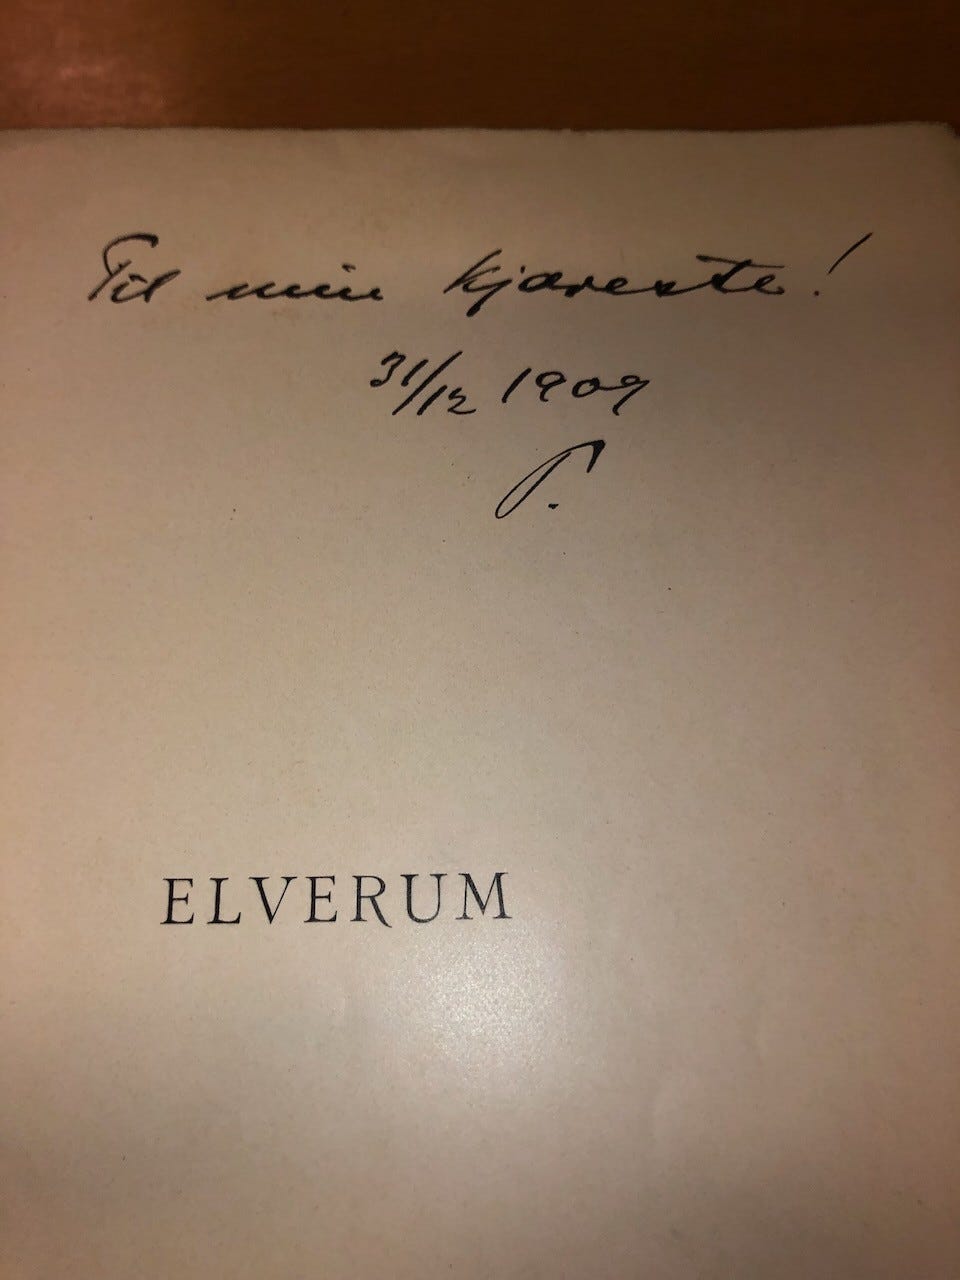 Til min kjæreste!
31/12 1909
P.
ELVERUM